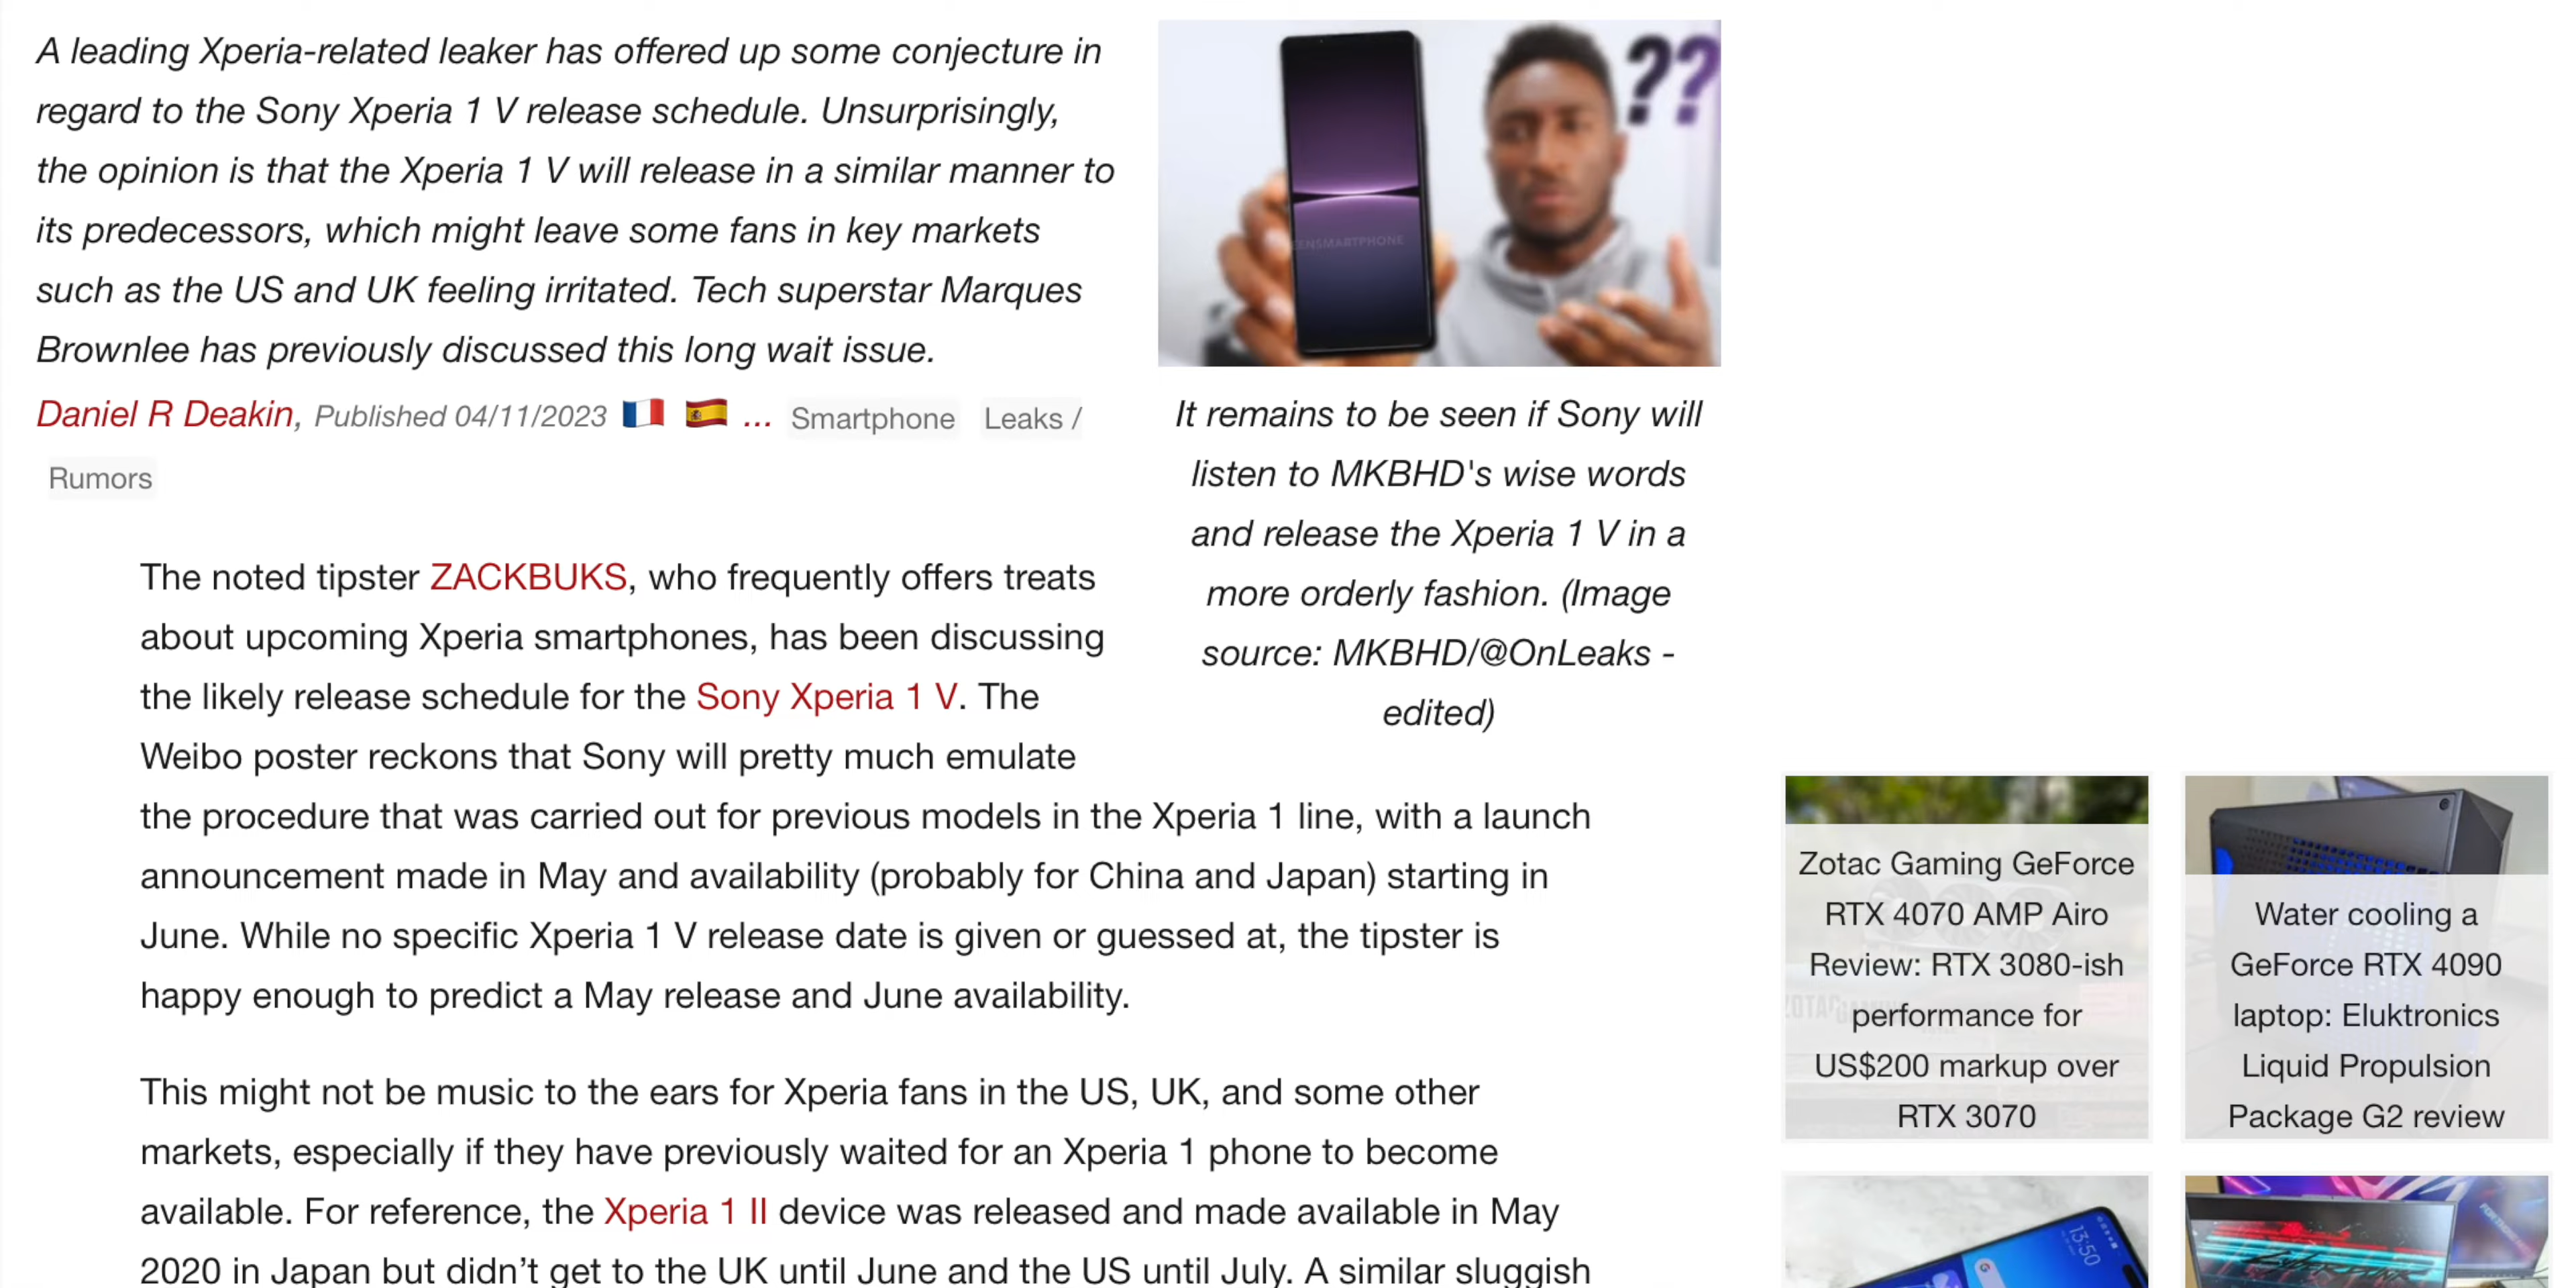 A leading Xperia-related leaker has offered up some conjecture in
regard to the Sony Xperia 1 V release schedule. Unsurprisingly,
the opinion is that the Xperia 1 V will release in a similar manner to
its predecessors, which might leave some fans in key markets
such as the US and UK feeling irritated. Tech superstar Marques
Brownlee has previously discussed this long wait issue.
Daniel R Deakin, Published 04/11/2023 🇫🇷 🇪🇸 ... Smartphone Leaks /
Rumors
??
ENSMARTPHONE
It remains to be seen if Sony will
listen to MKBHD's wise words
and release the Xperia 1 V in a
more orderly fashion. (Image
source: MKBHD/@OnLeaks -
edited)
The noted tipster ZACKBUKS, who frequently offers treats
about upcoming Xperia smartphones, has been discussing
the likely release schedule for the Sony Xperia 1 V. The
Weibo poster reckons that Sony will pretty much emulate
the procedure that was carried out for previous models in the Xperia 1 line, with a launch
announcement made in May and availability (probably for China and Japan) starting in
June. While no specific Xperia 1 V release date is given or guessed at, the tipster is
happy enough to predict a May release and June availability.
This might not be music to the ears for Xperia fans in the US, UK, and some other
markets, especially if they have previously waited for an Xperia 1 phone to become
available. For reference, the Xperia 1 II device was released and made available in May
2020 in Japan but didn't get to the UK until June and the US until July. A similar sluggish
Zotac Gaming GeForce
RTX 4070 AMP Airo
Review: RTX 3080-ish
performance for
US$200 markup over
RTX 3070
Water cooling a
GeForce RTX 4090
laptop: Eluktronics
Liquid Propulsion
Package G2 review
13:50